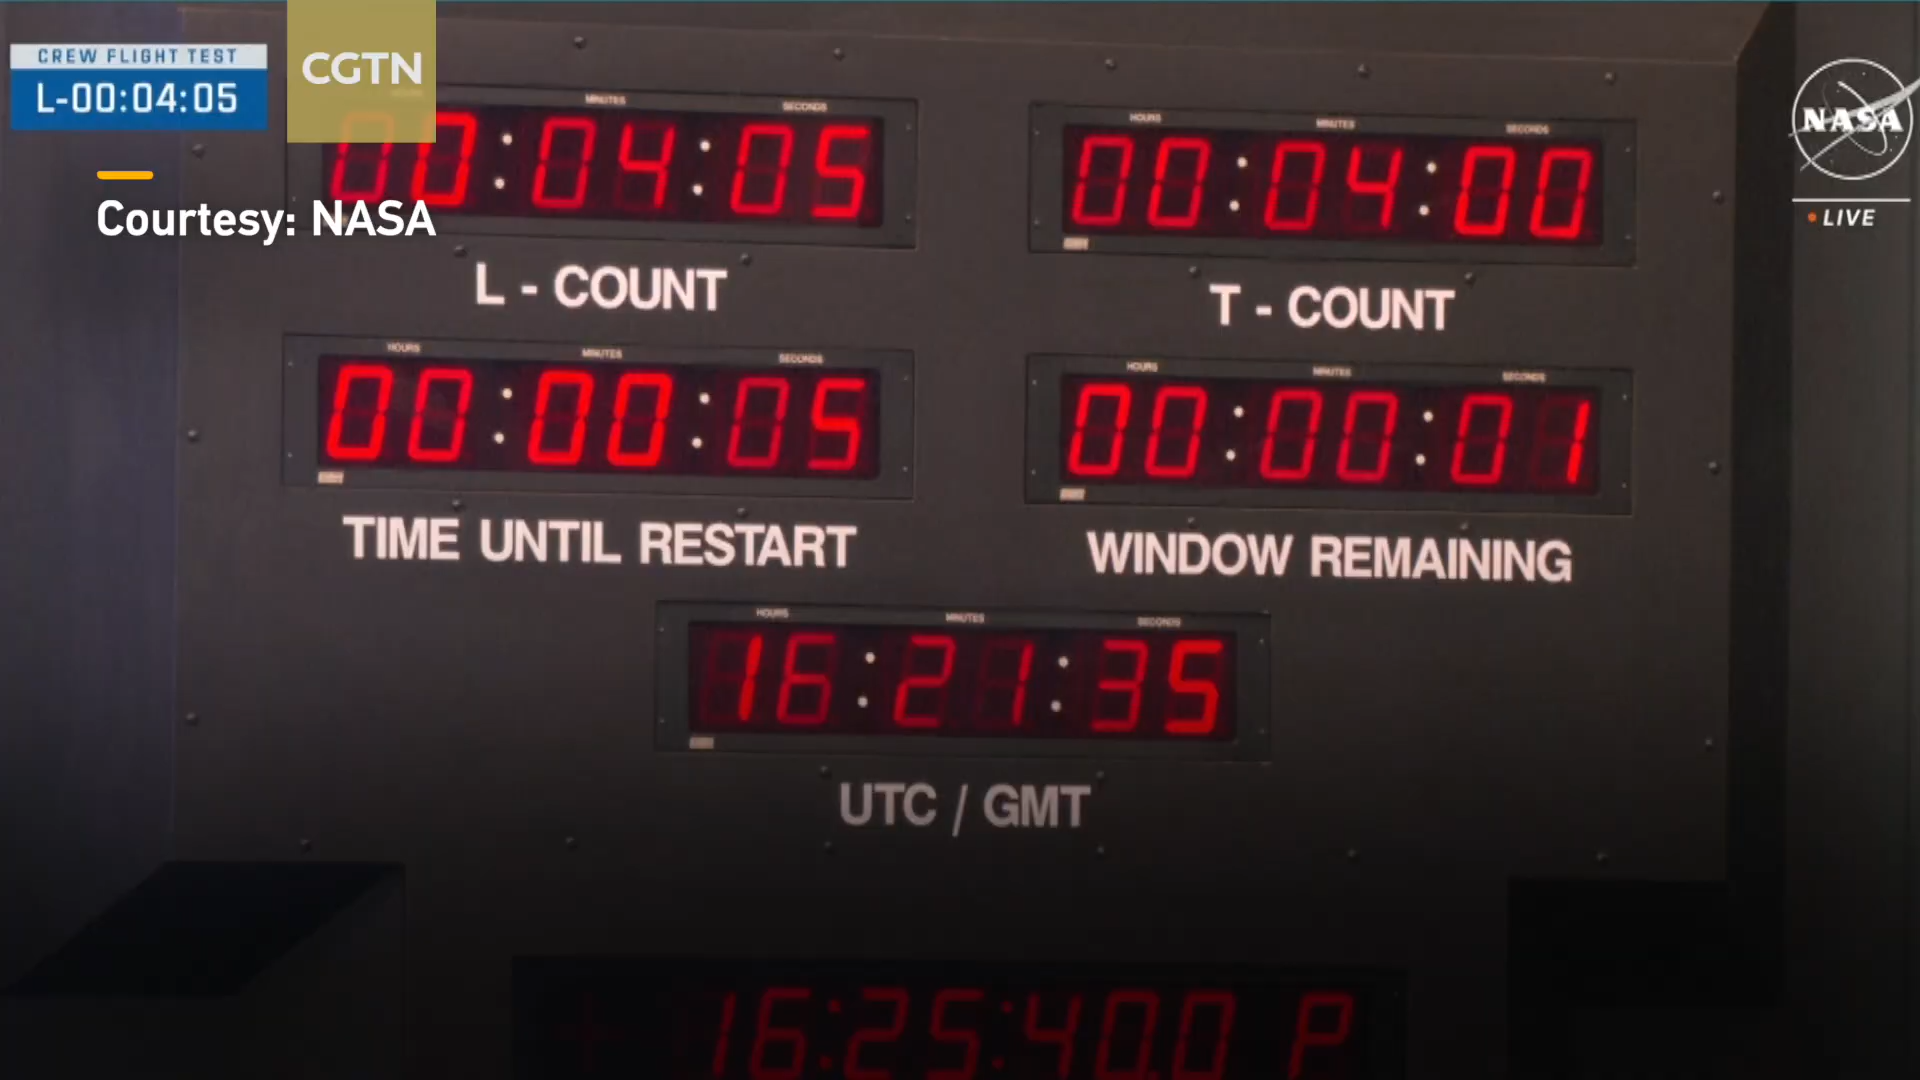 CREW FLIGHT TEST
L-00:04:05
CGTN
Courtesy: NASA
NASA
LIVE
MINUTES SECONDS
00:04:05
L - COUNT
HOURS MINUTES SECONDS
00:04:00
T - COUNT
HOURS MINUTES SECONDS
00:00:05
TIME UNTIL RESTART
HOURS MINUTES SECONDS
00:00:01
WINDOW REMAINING
HOURS MINUTES SECONDS
16:21:35
UTC / GMT
16:25:40.0 P